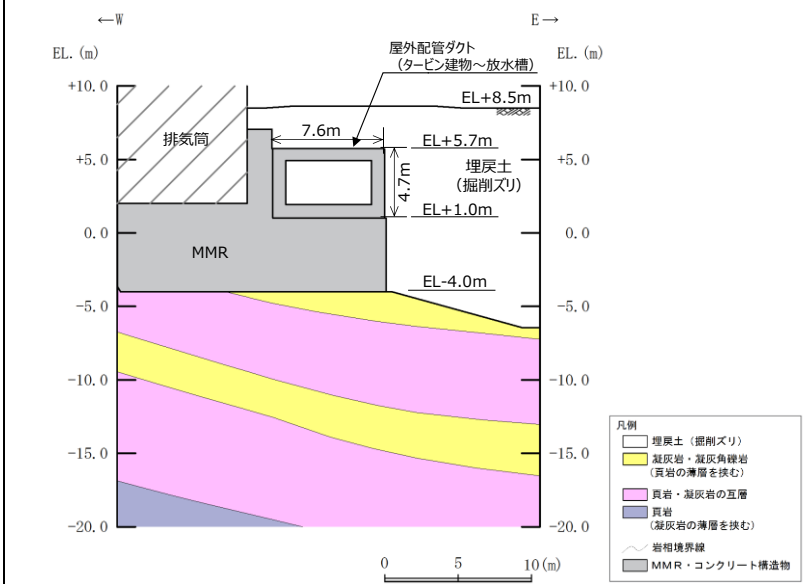 ←W
E→
EL. (m)
EL. (m)
屋外配管ダクト
(タービン建物～放水槽)
+10.0
+10.0
EL+8.5m
排気筒
7.6m
EL+5.7m
+5.0
+5.0
4.7m
埋戻土
(掘削ズリ)
EL+1.0m
0.0
0.0
MMR
EL-4.0m
-5.0
-5.0
-10.0
-10.0
-15.0
-15.0
-20.0
-20.0
0 5 10(m)
凡例
埋戻土（掘削ズリ）
凝灰岩・凝灰角礫岩
(頁岩の薄層を挟む)
頁岩・凝灰岩の互層
頁岩
(凝灰岩の薄層を挟む)
岩相境界線
MMR・コンクリート構造物